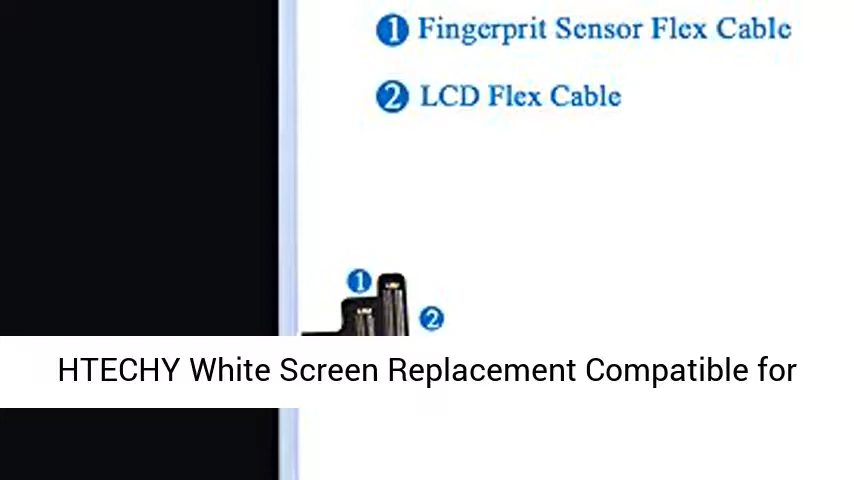 1 Fingerprit Sensor Flex Cable
2 LCD Flex Cable
1
2
HTECHY White Screen Replacement Compatible for